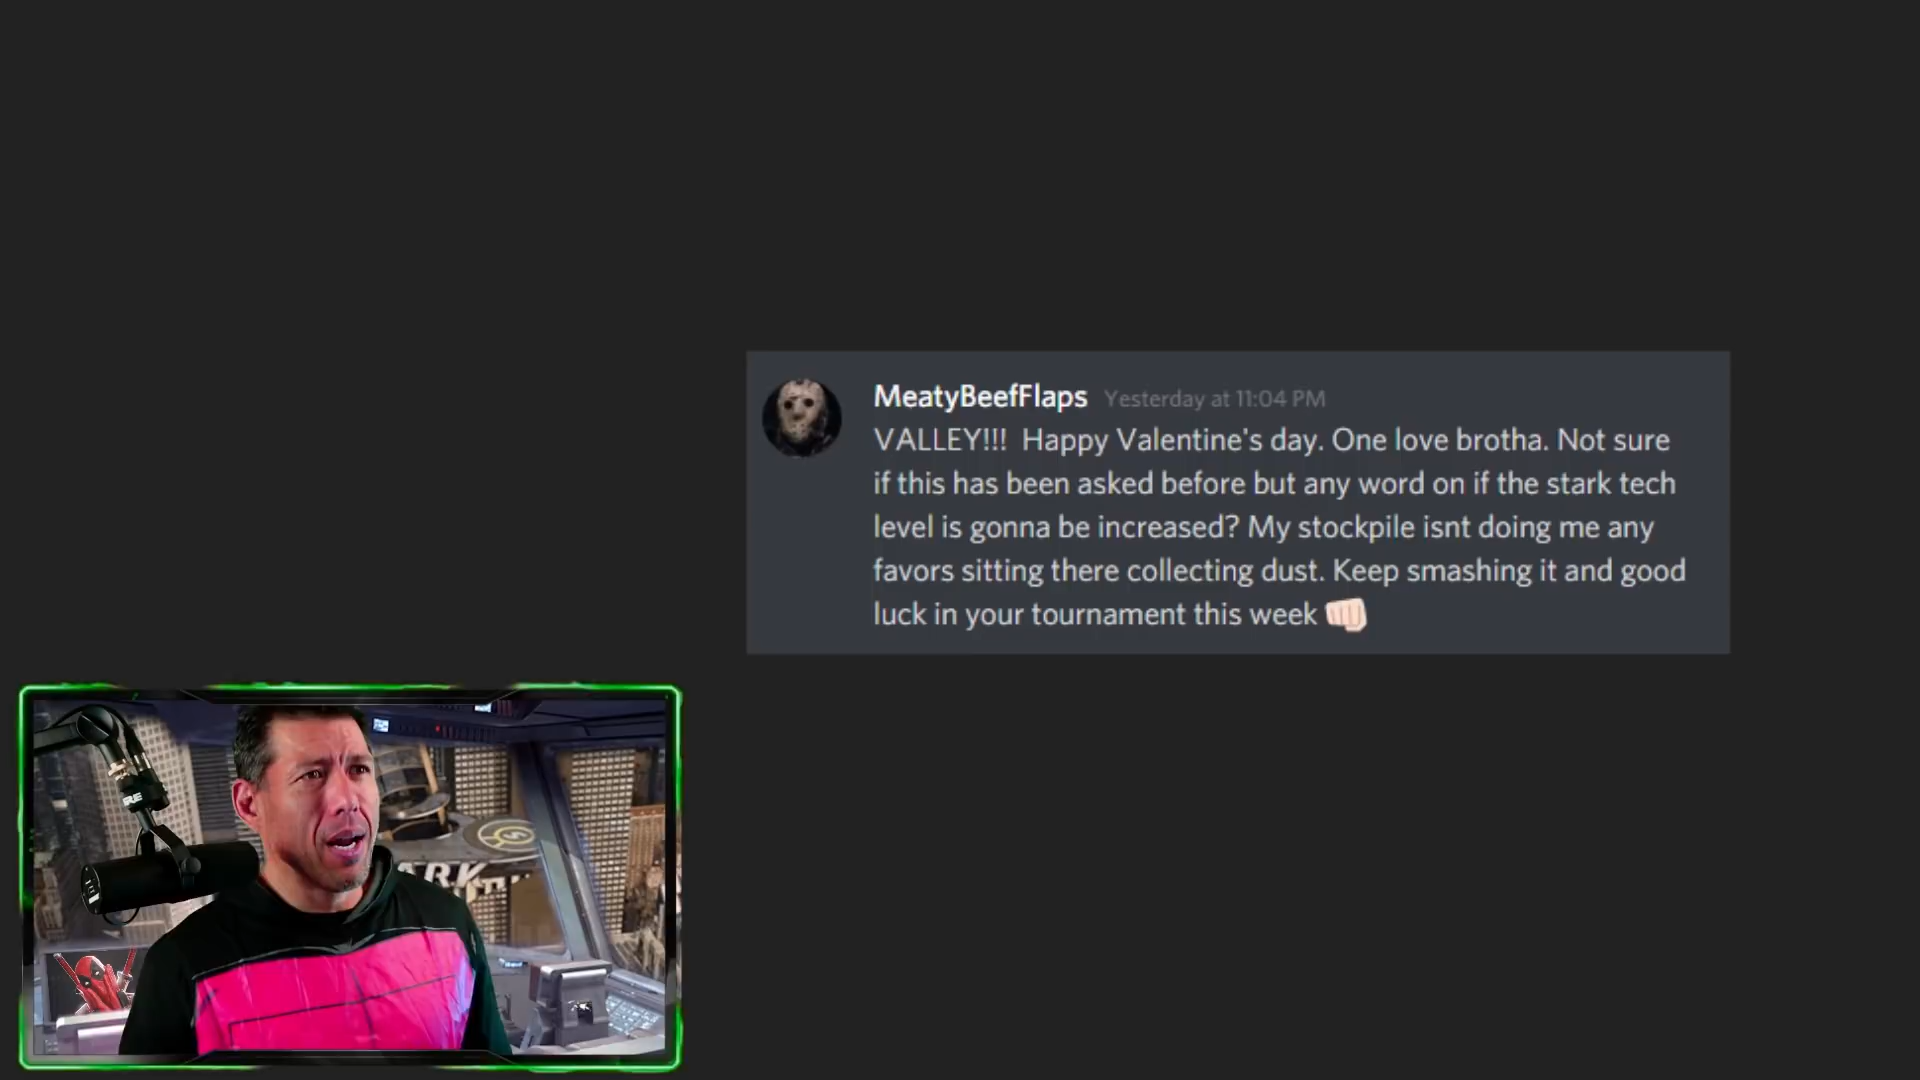 MeatyBeefFlaps Yesterday at 11:04 PM
VALLEY!!! Happy Valentine's day. One love brotha. Not sure
if this has been asked before but any word on if the stark tech
level is gonna be increased? My stockpile isnt doing me any
favors sitting there collecting dust. Keep smashing it and good
luck in your tournament this week 👊🏻